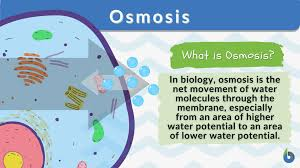 Osmosis
What is Osmosis?
In biology, osmosis is the
net movement of water
molecules through the
membrane, especially
from an area of higher
water potential to an area
of lower water potential.